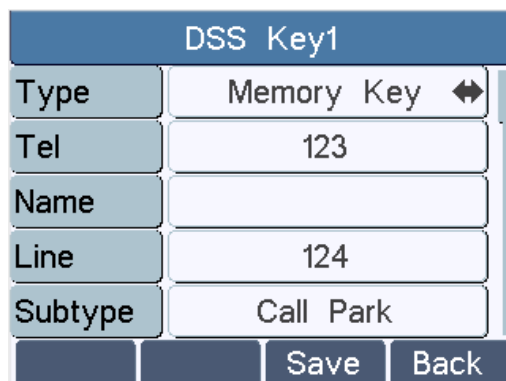 DSS Key1
Type Memory Key
Tel 123
Name
Line 124
Subtype Call Park
Save Back